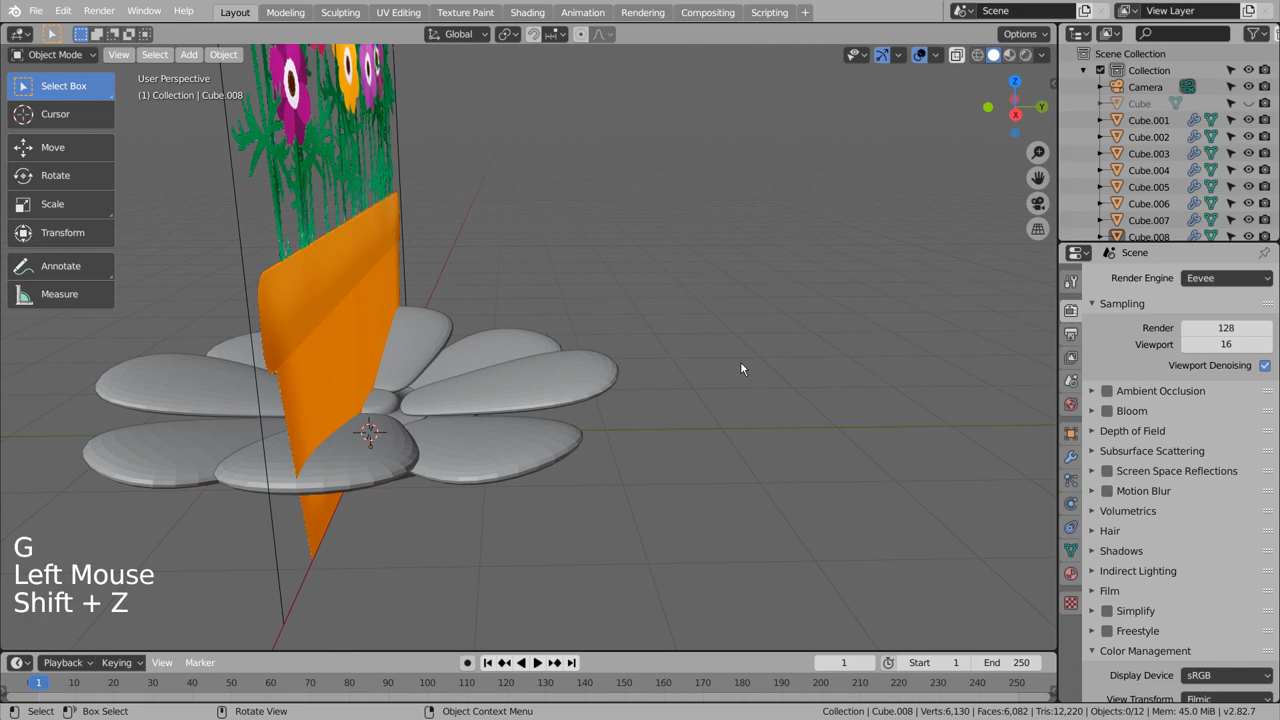 File Edit Render Window Help Layout Modeling Sculpting UV Editing Texture Paint Shading Animation Rendering Compositing Scripting + Scene View Layer
Global Options
Object Mode View Select Add Object
Select Box
Cursor
Move
Rotate
Scale
Transform
Annotate
Measure
User Perspective
(1) Collection | Cube.008
Z
Y
X
G
Left Mouse
Shift + Z
Scene Collection
Collection
Camera
Cube
Cube.001
Cube.002
Cube.003
Cube.004
Cube.005
Cube.006
Cube.007
Cube.008
Scene
Render Engine Eevee
Sampling
Render 128
Viewport 16
Viewport Denoising
Ambient Occlusion
Bloom
Depth of Field
Subsurface Scattering
Screen Space Reflections
Motion Blur
Volumetrics
Hair
Shadows
Indirect Lighting
Film
Simplify
Freestyle
Color Management
Display Device sRGB
View Transform Filmic
Playback Keying View Marker 1 Start 1 End 250
1 10 20 30 40 50 60 70 80 90 100 110 120 130 140 150 160 170 180 190 200 210 220 230 240 250
Select Box Select Rotate View Object Context Menu Collection | Cube.008 | Verts:6,130 | Faces:6,082 | Tris:12,220 | Objects:0/12 | Mem: 45.0 MiB | v2.82.7